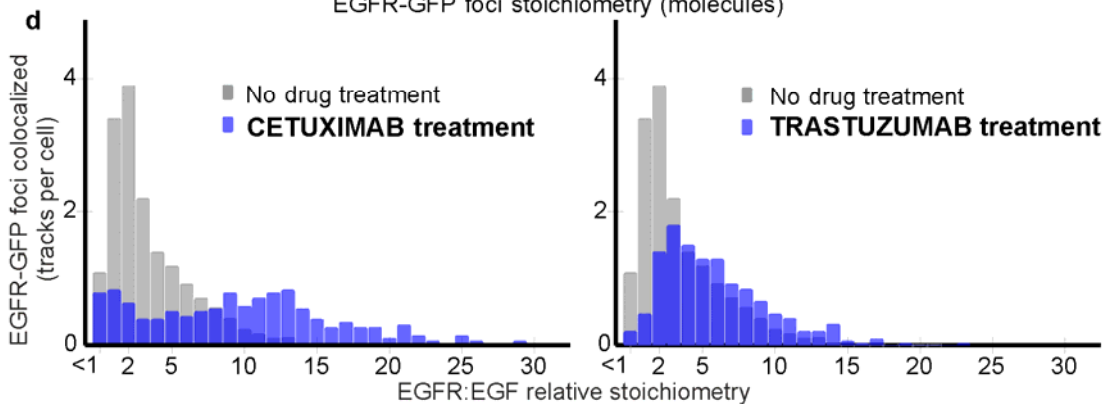 EGFR-GFP foci stoichiometry (molecules)
d
EGFR-GFP foci colocalized
(tracks per cell)
4
2
0
No drug treatment
CETUXIMAB treatment
<1 2 5 10 15 20 25 30
4
2
0
No drug treatment
TRASTUZUMAB treatment
<1 2 5 10 15 20 25 30
EGFR:EGF relative stoichiometry